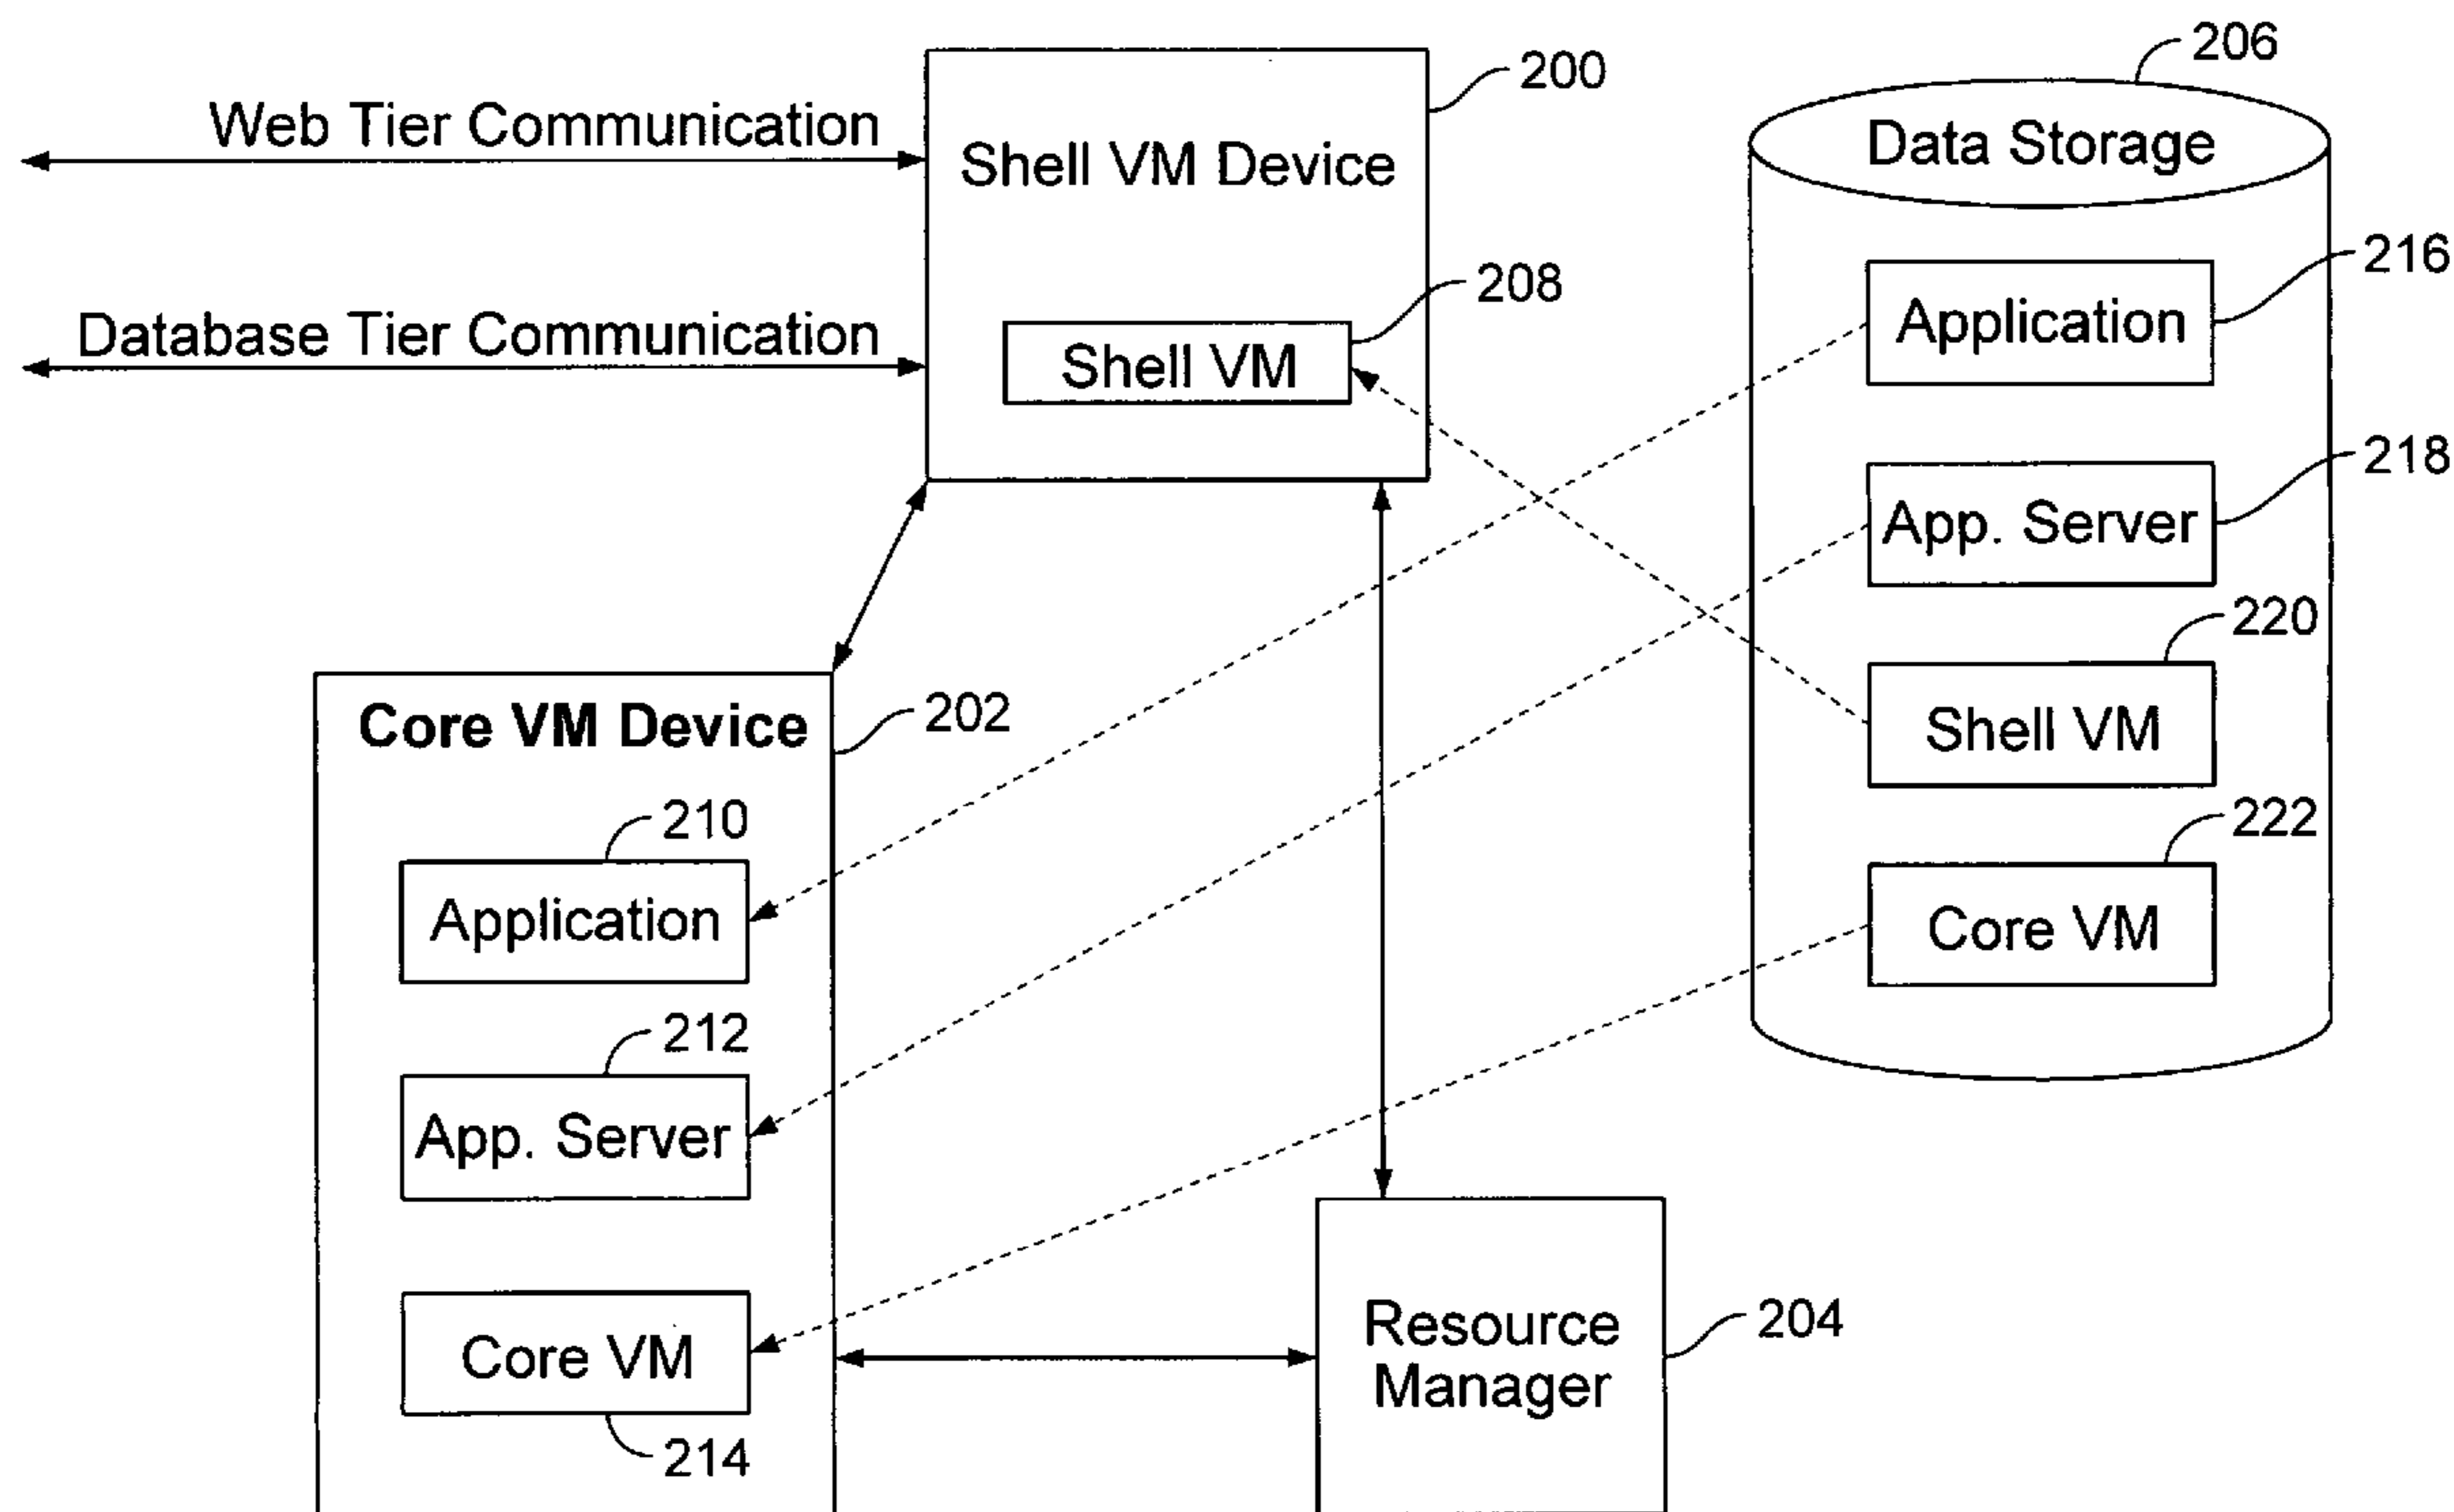 206
200
Web Tier Communication
Shell VM Device
Data Storage
216
208
Application
Database Tier Communication
Shell VM
218
App. Server
220
Core VM Device
202
Shell VM
210
222
Application
Core VM
212
App. Server
Resource
Manager
204
Core VM
214